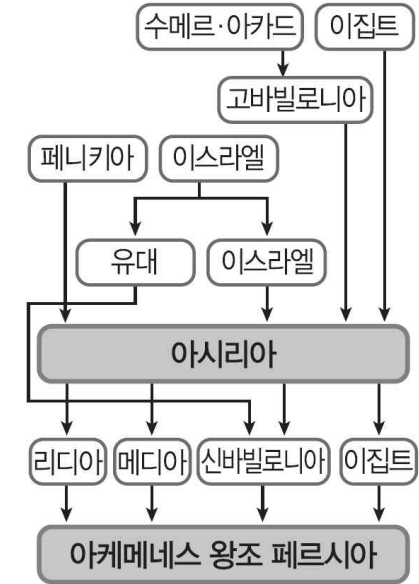 수메르·아카드
이집트
고바빌로니아
페니키아
이스라엘
유대
이스라엘
아시리아
리디아
메디아
신바빌로니아
이집트
아케메네스 왕조 페르시아